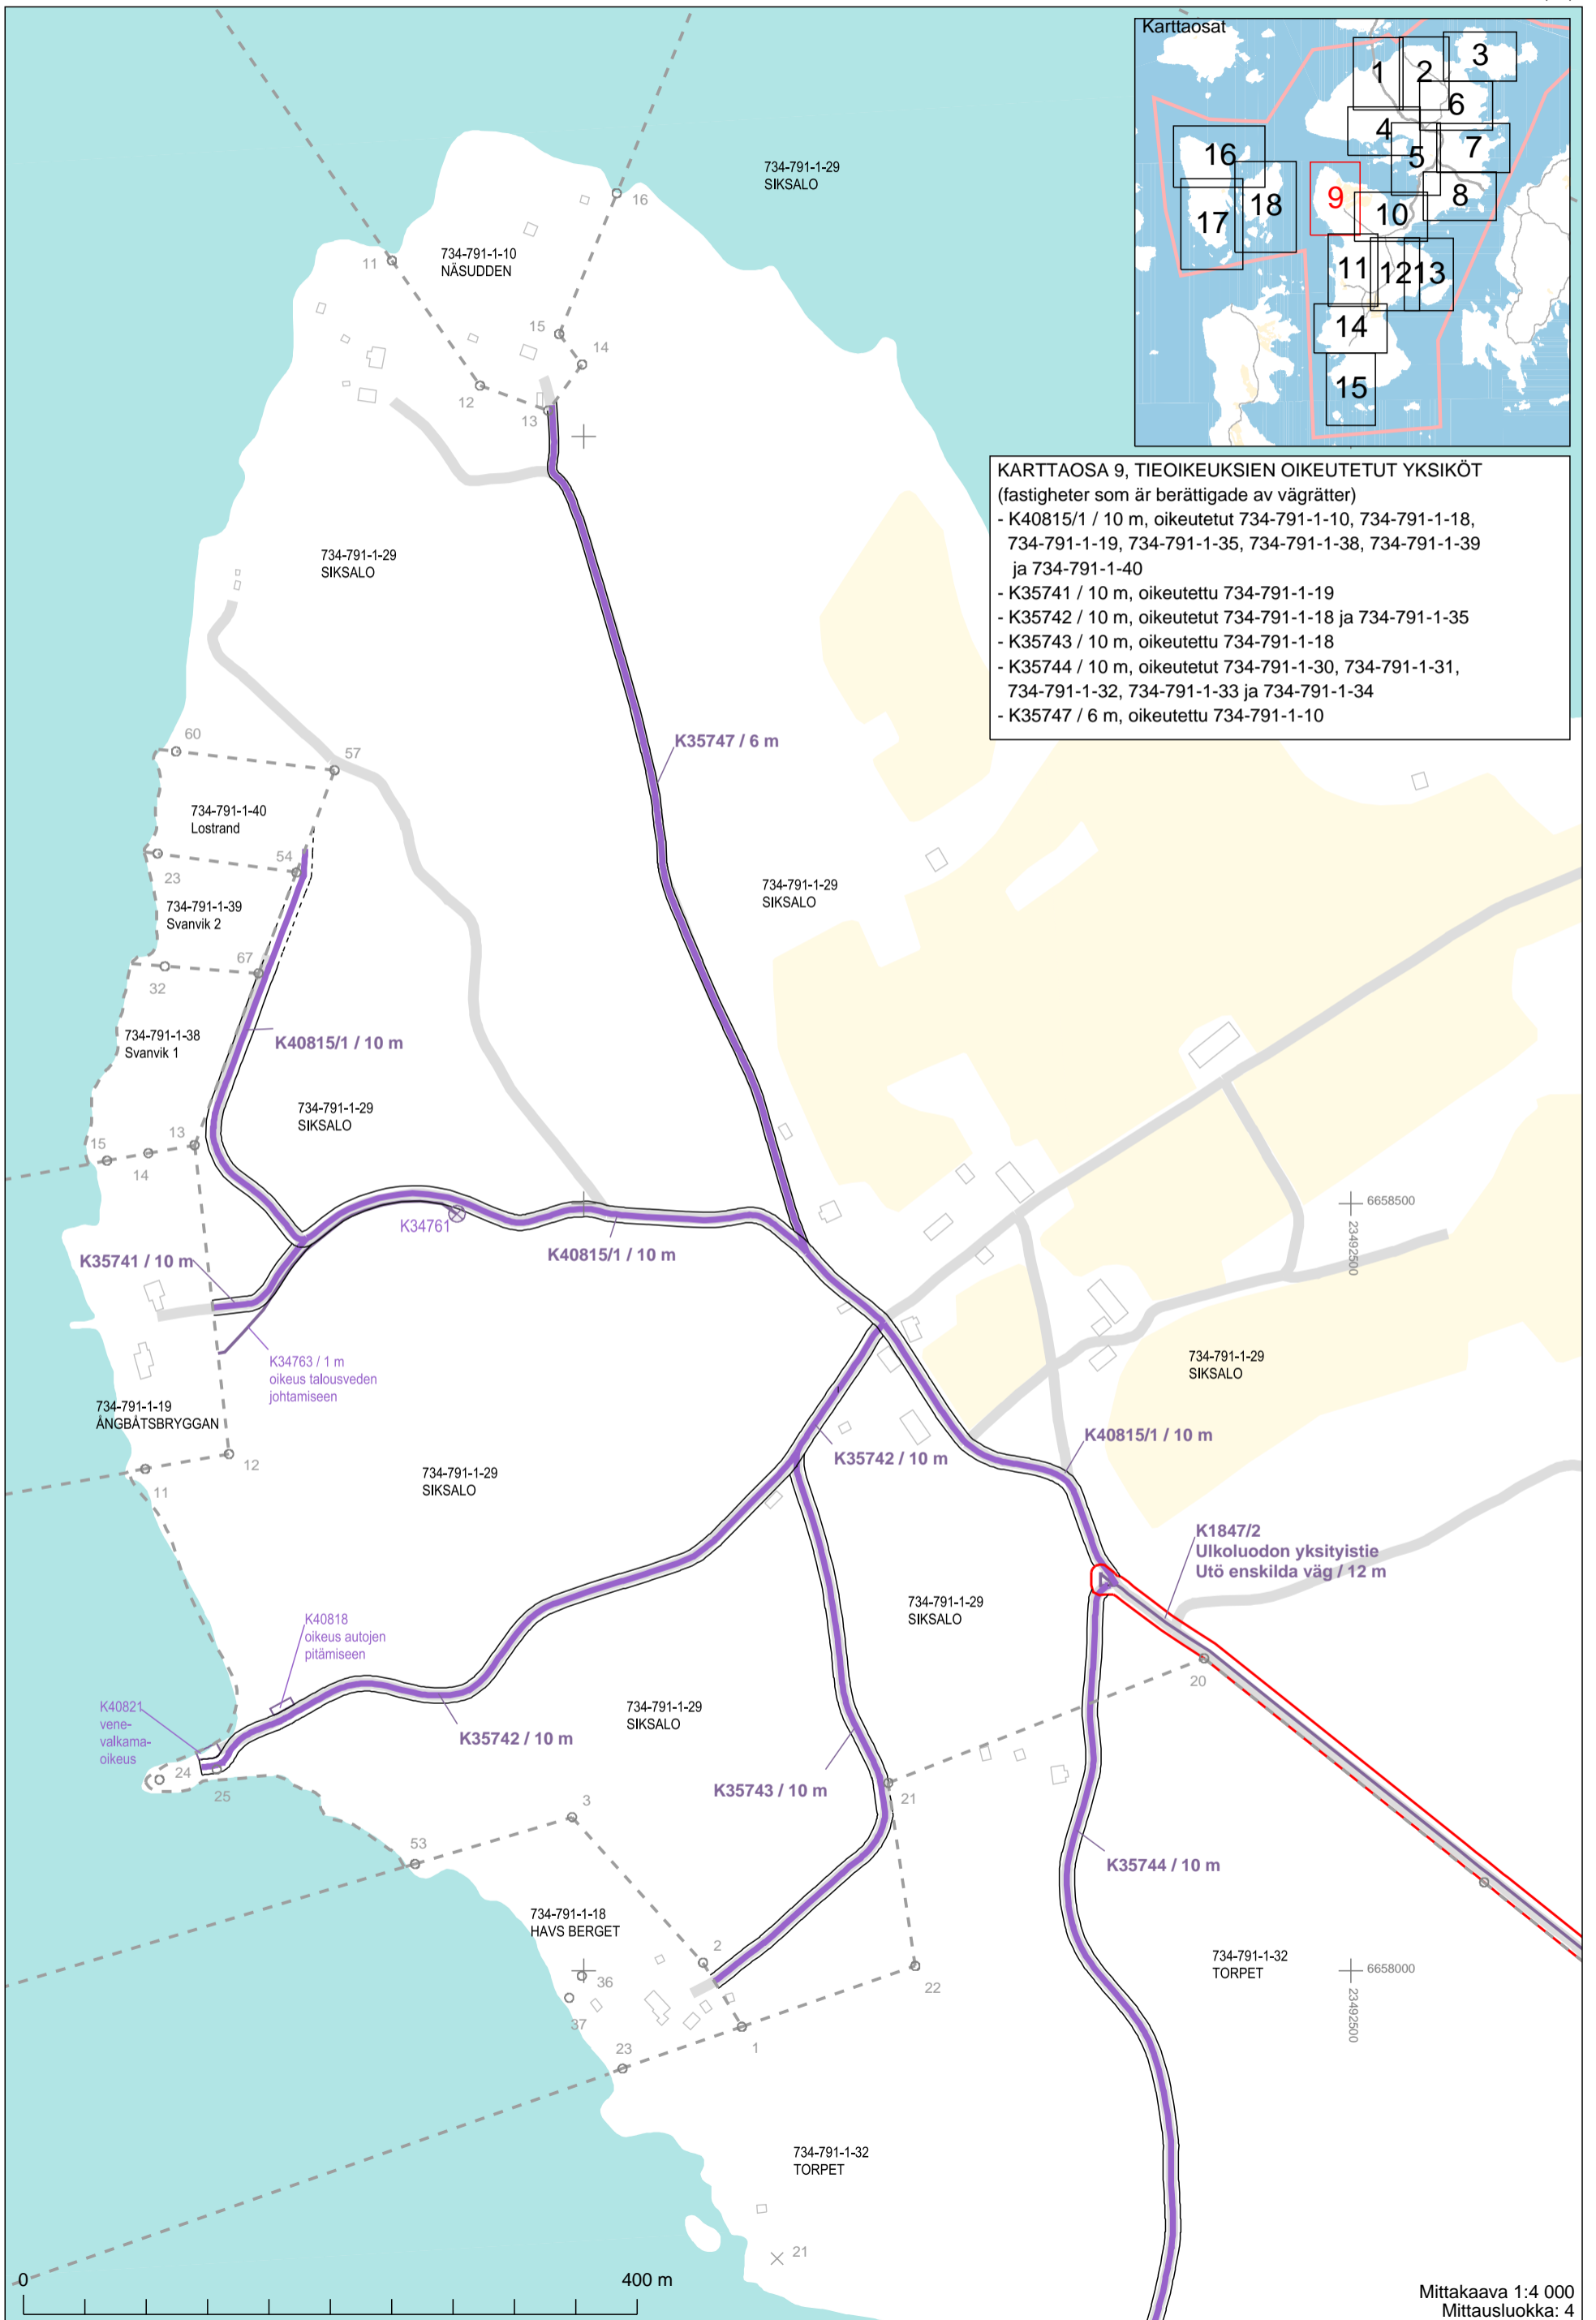 Karttaosat
1
2
3
4
5
6
7
8
9
10
11
12
13
14
15
16
17
18
KARTTAOSA 9, TIEOIKEUKSIEN OIKEUTETUT YKSIKÖT
(fastigheter som är berättigade av vägrätter)
- K40815/1 / 10 m, oikeutetut 734-791-1-10, 734-791-1-18,
734-791-1-19, 734-791-1-35, 734-791-1-38, 734-791-1-39
ja 734-791-1-40
- K35741 / 10 m, oikeutettu 734-791-1-19
- K35742 / 10 m, oikeutetut 734-791-1-18 ja 734-791-1-35
- K35743 / 10 m, oikeutettu 734-791-1-18
- K35744 / 10 m, oikeutetut 734-791-1-30, 734-791-1-31,
734-791-1-32, 734-791-1-33 ja 734-791-1-34
- K35747 / 6 m, oikeutettu 734-791-1-10
734-791-1-29
SIKSALO
16
734-791-1-10
NÄSUDDEN
11
15
14
12
13
734-791-1-29
SIKSALO
60
57
K35747 / 6 m
734-791-1-40
Lostrand
54
23
734-791-1-39
Svanvik 2
734-791-1-29
SIKSALO
67
32
734-791-1-38
Svanvik 1
K40815/1 / 10 m
734-791-1-29
SIKSALO
13
15
14
6658500
23492500
K34761
K40815/1 / 10 m
K35741 / 10 m
K34763 / 1 m
oikeus talousveden
johtamiseen
734-791-1-29
SIKSALO
734-791-1-19
ÅNGBÅTSBRYGGAN
12
11
K35742 / 10 m
K40815/1 / 10 m
734-791-1-29
SIKSALO
K1847/2
Ulkoluodon yksityistie
Utö enskilda väg / 12 m
734-791-1-29
SIKSALO
K40818
oikeus autojen
pitämiseen
20
K40821
vene-
valkama-
oikeus
734-791-1-29
SIKSALO
K35742 / 10 m
24
25
K35743 / 10 m
21
3
53
K35744 / 10 m
734-791-1-18
HAVS BERGET
2
36
37
22
734-791-1-32
TORPET
6658000
23492500
1
23
734-791-1-32
TORPET
21
0
400 m
Mittakaava 1:4 000
Mittausluokka: 4